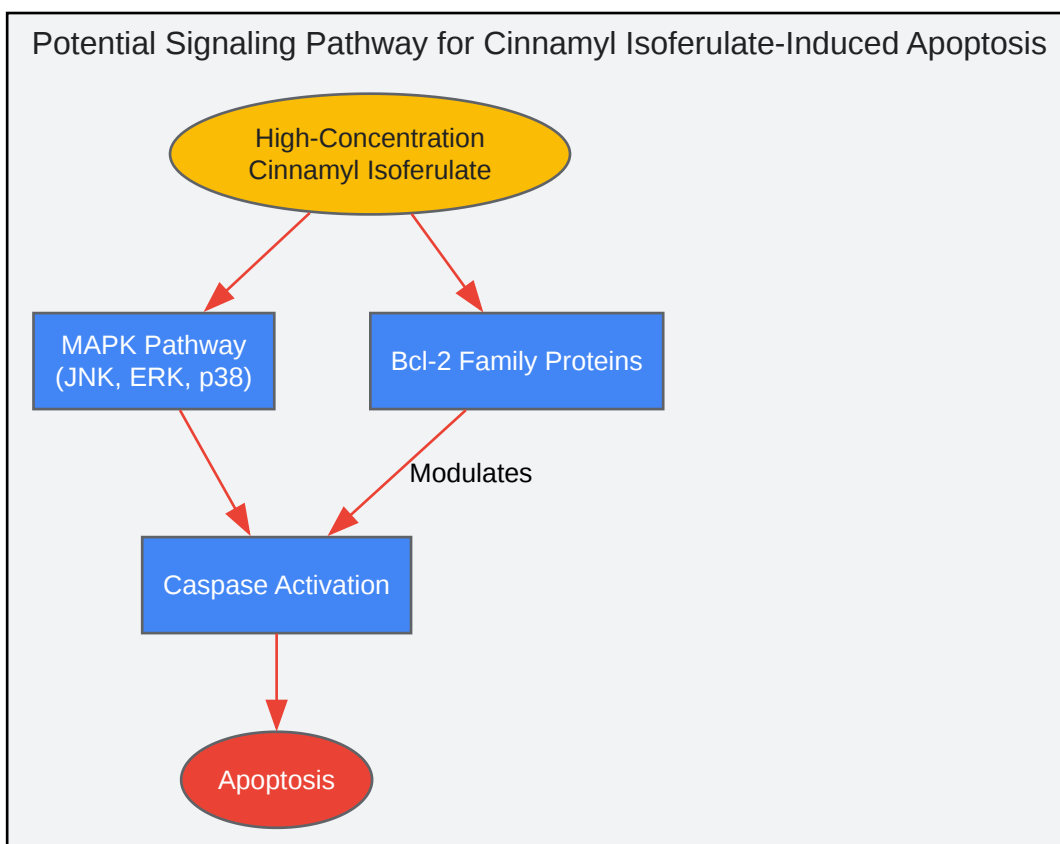 Potential Signaling Pathway for Cinnamyl Isoferulate-Induced Apoptosis
High-Concentration
Cinnamyl Isoferulate
MAPK Pathway
(JNK, ERK, p38)
Bcl-2 Family Proteins
Modulates
Caspase Activation
Apoptosis